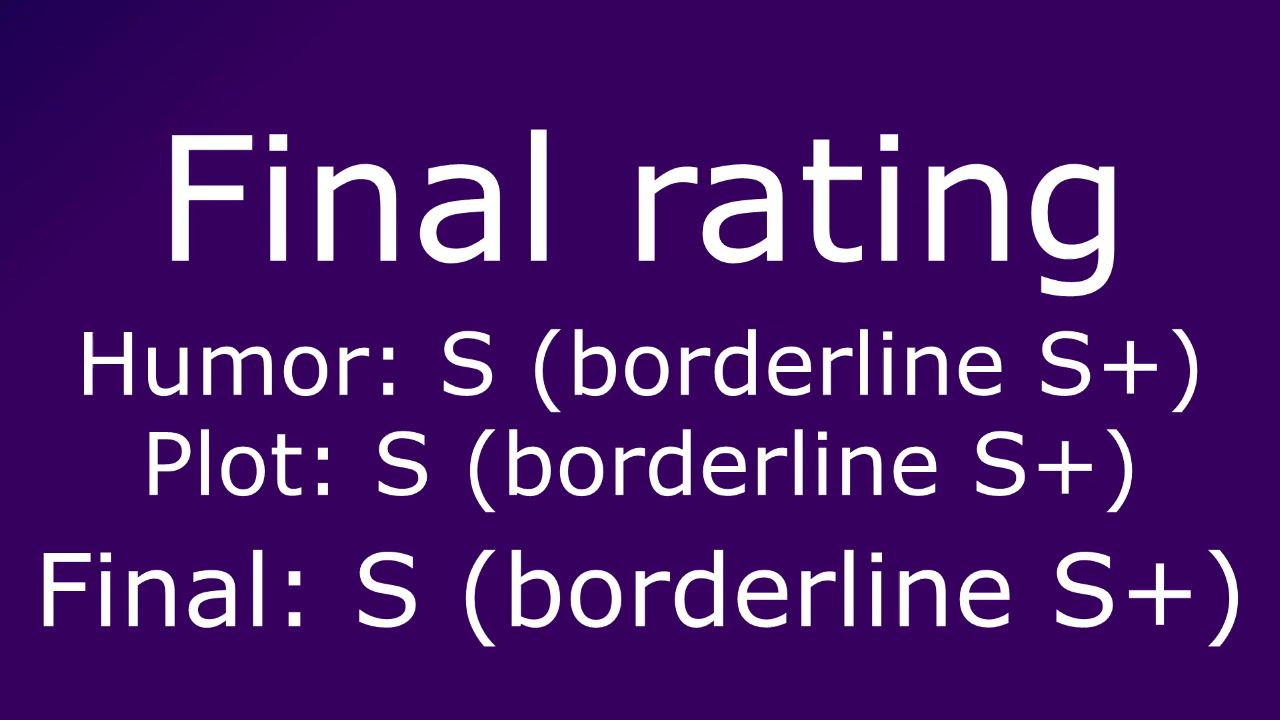 Final rating
Humor: S (borderline S+)
Plot: S (borderline S+)
Final: S (borderline S+)